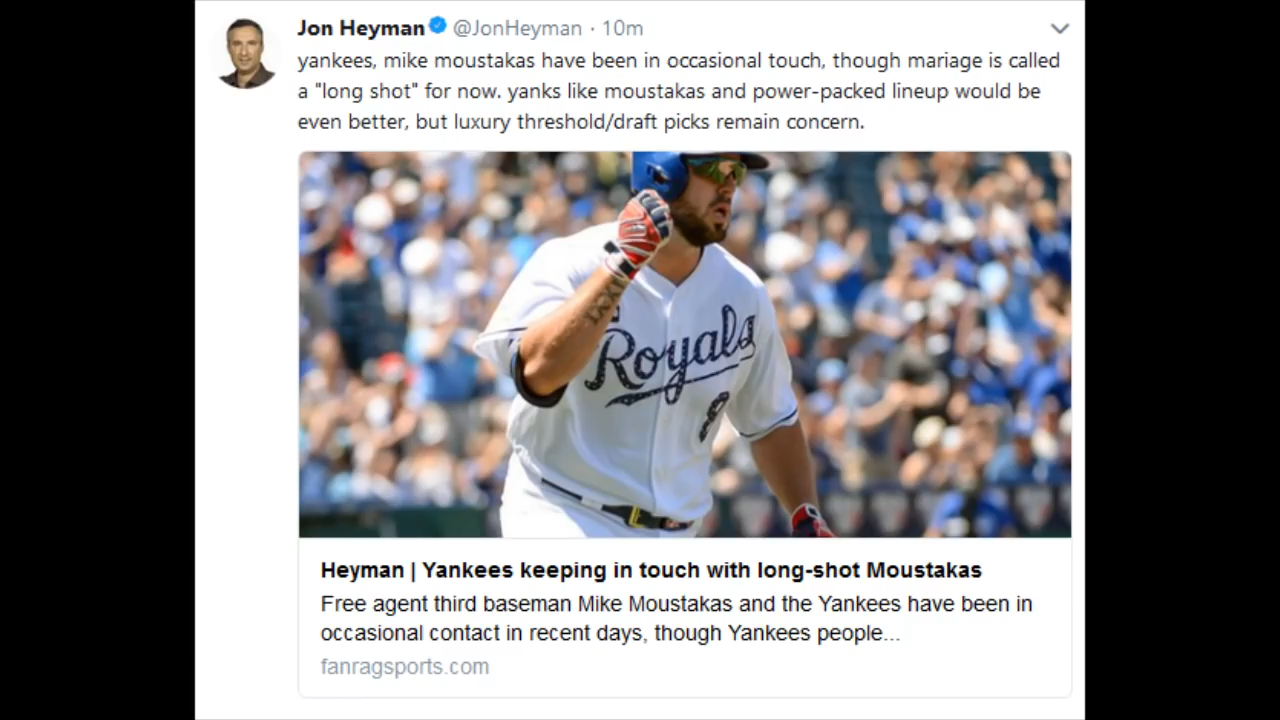 Jon Heyman @JonHeyman · 10m
yankees, mike moustakas have been in occasional touch, though mariage is called
a "long shot" for now. yanks like moustakas and power-packed lineup would be
even better, but luxury threshold/draft picks remain concern.
Royals
8
Heyman | Yankees keeping in touch with long-shot Moustakas
Free agent third baseman Mike Moustakas and the Yankees have been in
occasional contact in recent days, though Yankees people...
fanragsports.com